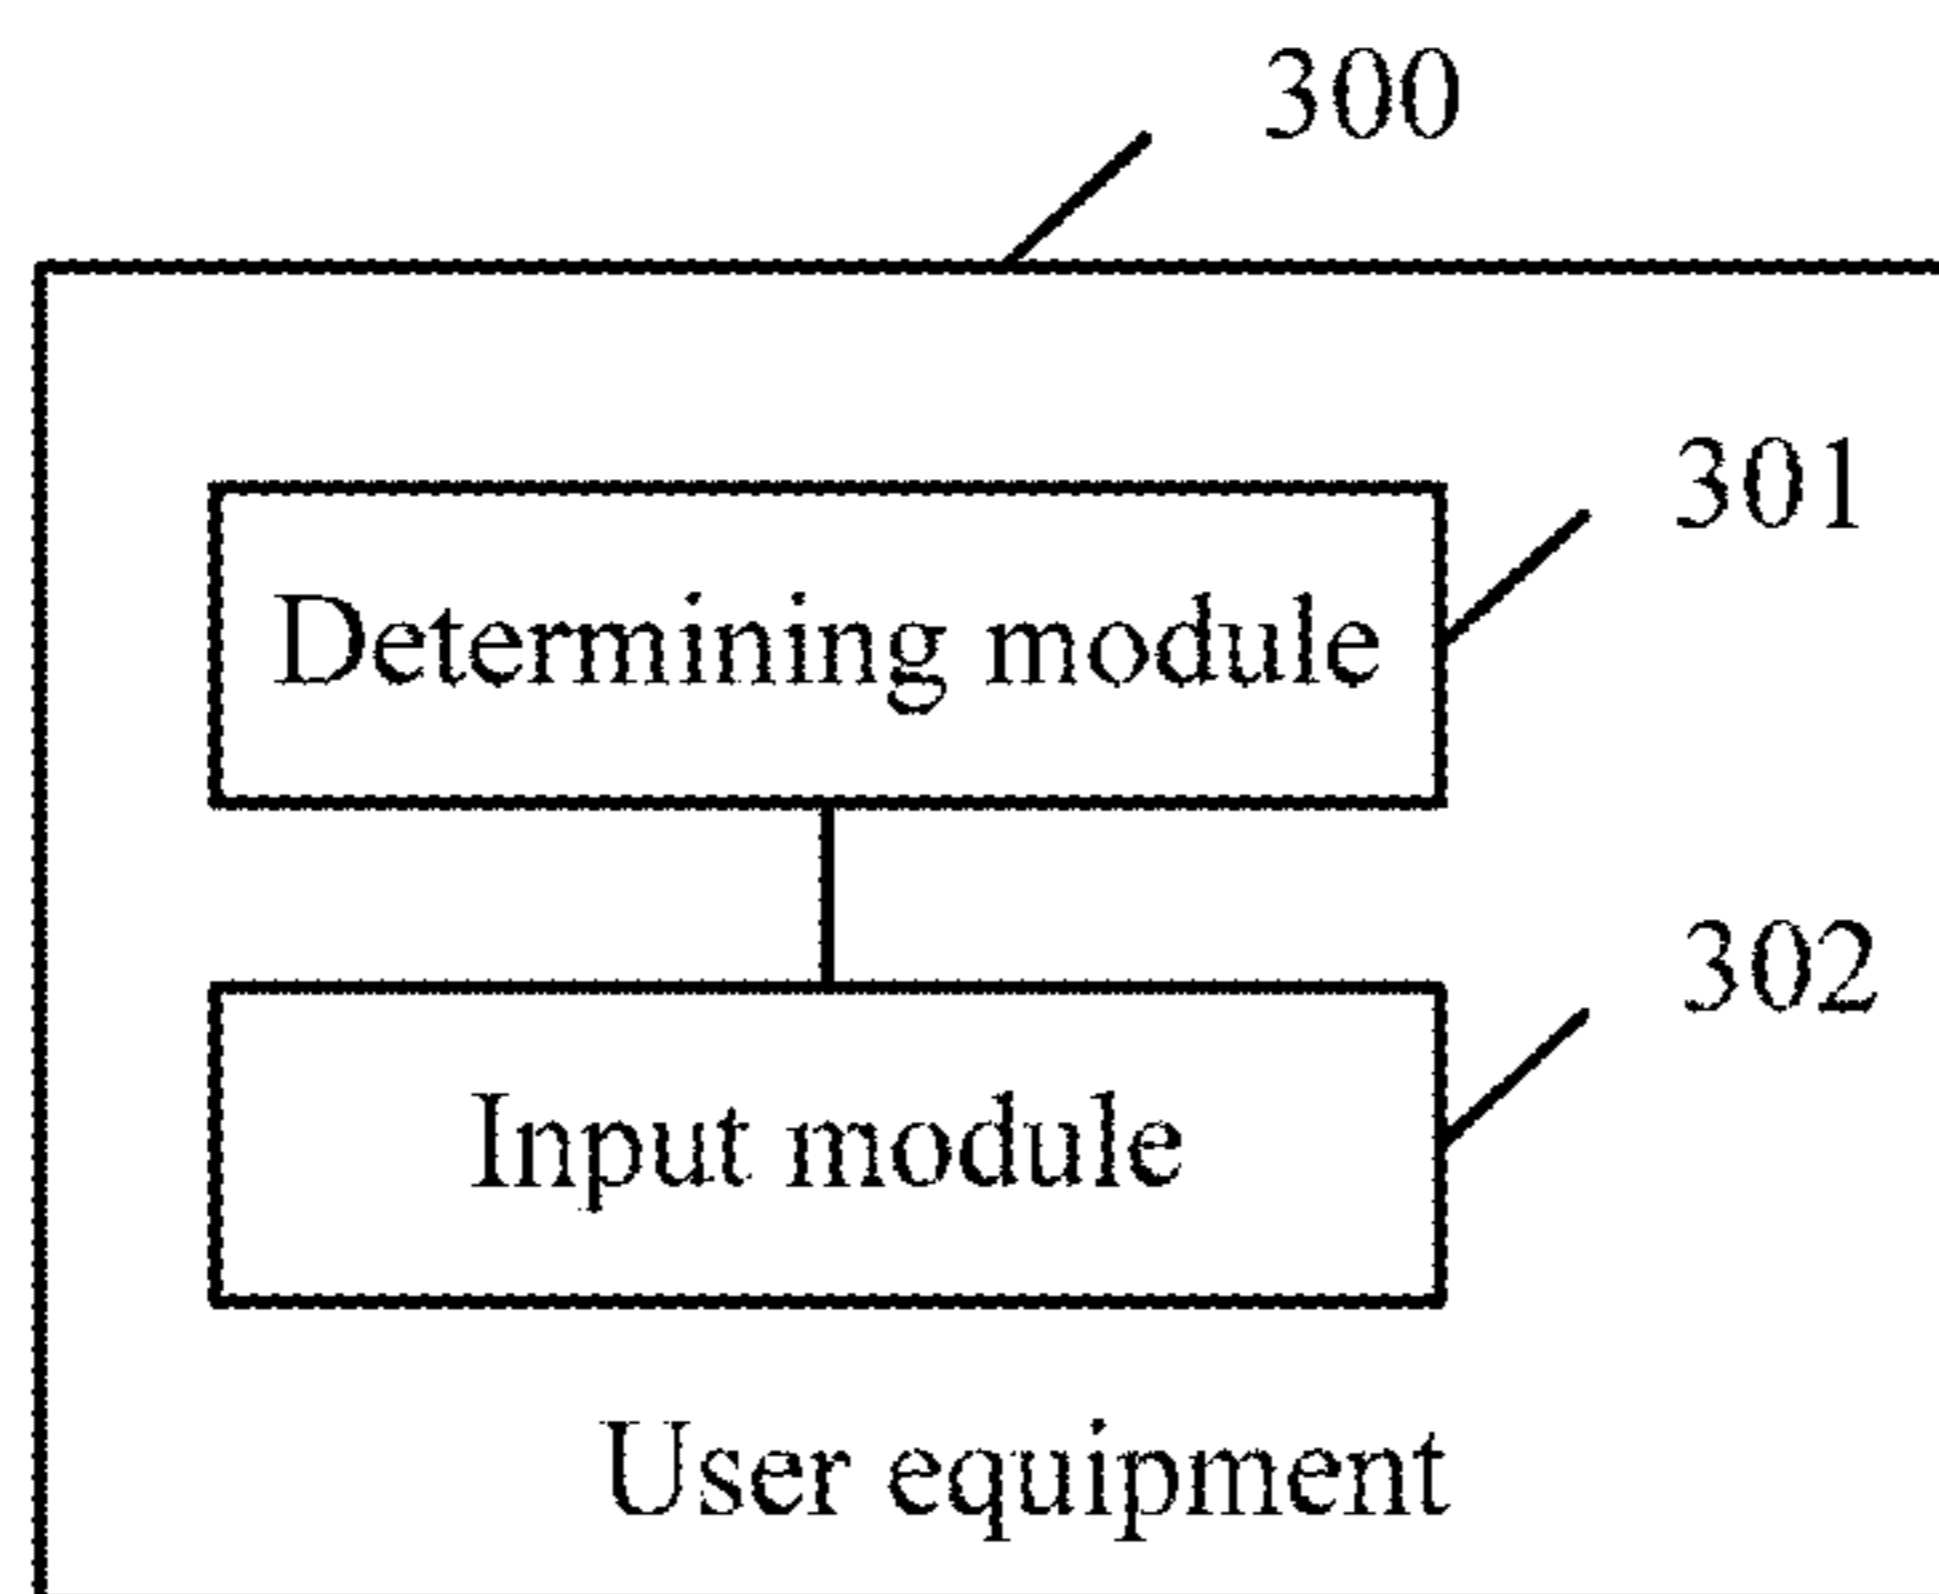 300
301
Determining module
302
Input module
User equipment